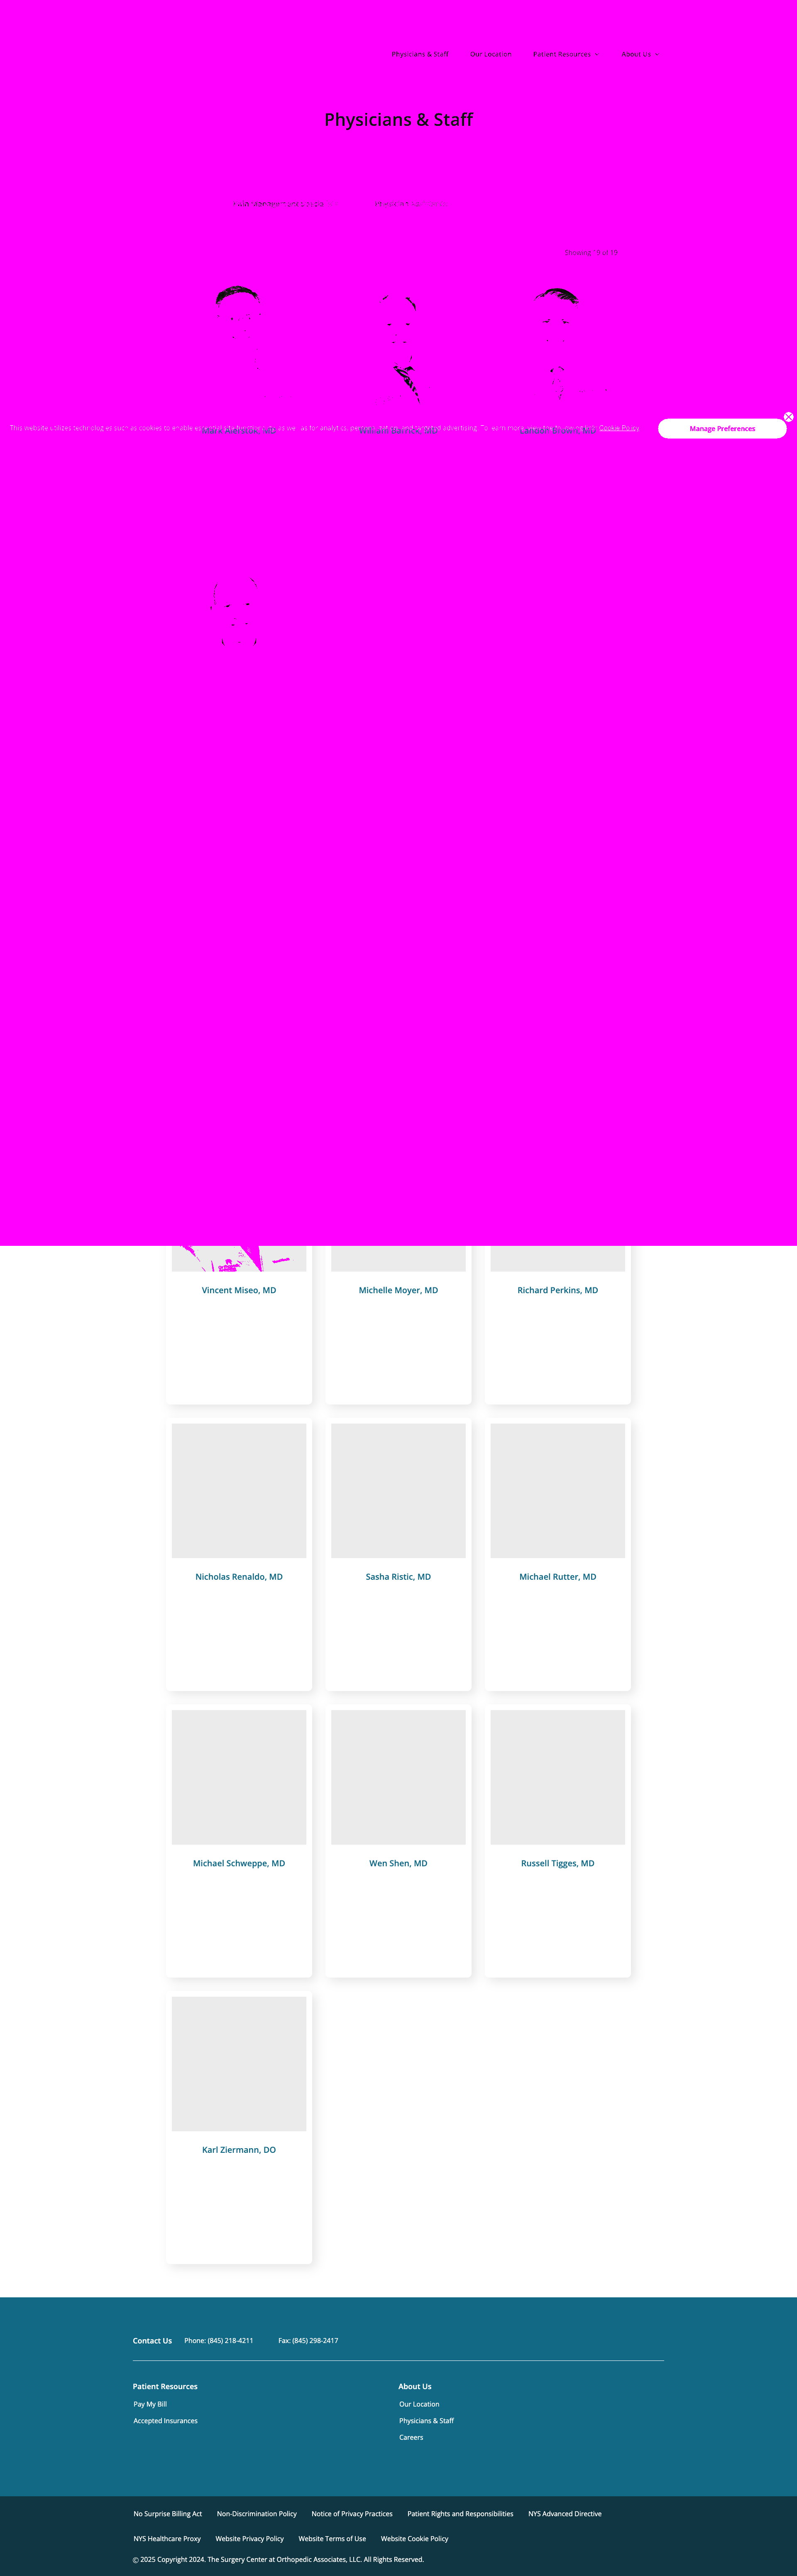 Physicians & Staff Our Location Patient Resources About Us
Physicians & Staff
Showing 19 of 19
This website utilizes technologies such as cookies to enable essential site functionality, as well as for analytics, personalization, and targeted advertising. To learn more, view the following link: Cookie Policy
Manage Preferences
Vincent Miseo, MD Michelle Moyer, MD Richard Perkins, MD
Nicholas Renaldo, MD Sasha Ristic, MD Michael Rutter, MD
Michael Schweppe, MD Wen Shen, MD Russell Tigges, MD
Karl Ziermann, DO
Contact Us Phone: (845) 218-4211 Fax: (845) 298-2417
Patient Resources About Us
Pay My Bill Our Location
Accepted Insurances Physicians & Staff
Careers
No Surprise Billing Act Non-Discrimination Policy Notice of Privacy Practices Patient Rights and Responsibilities NYS Advanced Directive
NYS Healthcare Proxy Website Privacy Policy Website Terms of Use Website Cookie Policy
© 2025 Copyright 2024. The Surgery Center at Orthopedic Associates, LLC. All Rights Reserved.